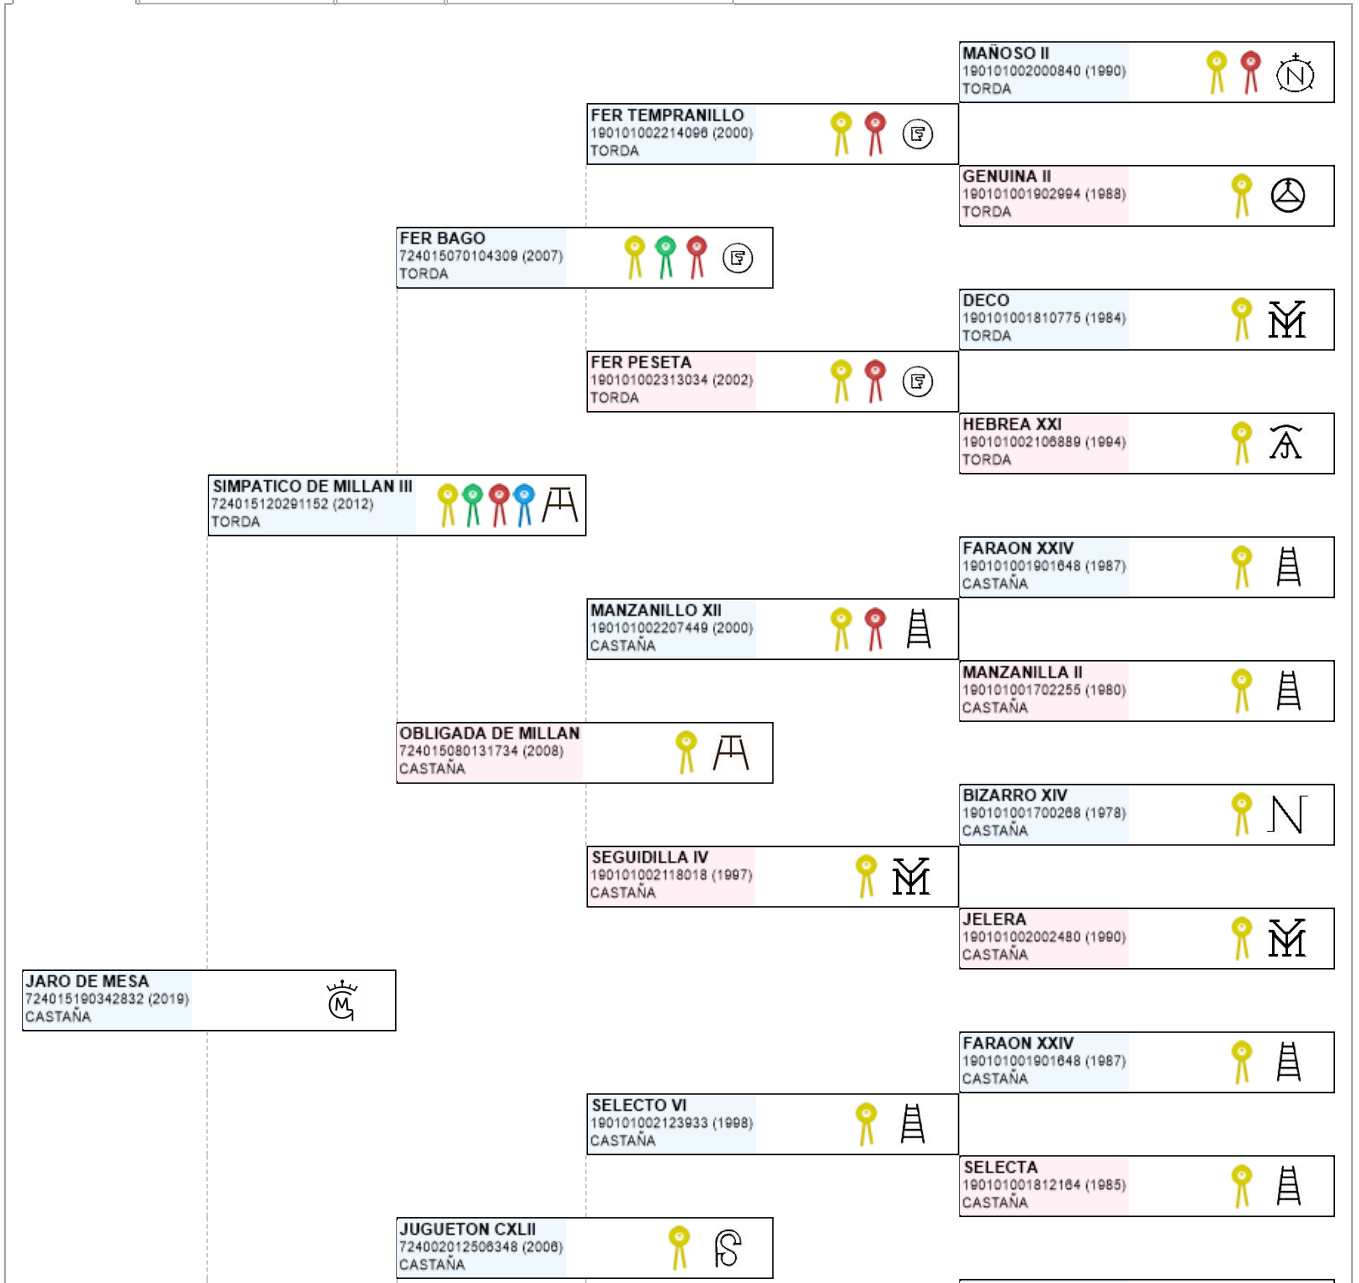 MAÑOSO II
190101002000840 (1990)
TORDA
FER TEMPRANILLO
190101002214096 (2000)
TORDA
GENUINA II
190101001902994 (1988)
TORDA
FER BAGO
724015070104309 (2007)
TORDA
DECO
190101001810775 (1984)
TORDA
FER PESETA
190101002313034 (2002)
TORDA
HEBREA XXI
190101002106889 (1994)
TORDA
SIMPATICO DE MILLAN III
724015120291152 (2012)
TORDA
FARAON XXIV
190101001901648 (1987)
CASTAÑA
MANZANILLO XII
190101002207449 (2000)
CASTAÑA
MANZANILLA II
190101001702255 (1980)
CASTAÑA
OBLIGADA DE MILLAN
724015080131734 (2008)
CASTAÑA
BIZARRO XIV
190101001700268 (1978)
CASTAÑA
SEGUIDILLA IV
190101002118018 (1997)
CASTAÑA
JELERA
190101002002480 (1990)
CASTAÑA
JARO DE MESA
724015190342832 (2019)
CASTAÑA
FARAON XXIV
190101001901648 (1987)
CASTAÑA
SELECTO VI
190101002123933 (1998)
CASTAÑA
SELECTA
190101001812164 (1985)
CASTAÑA
JUGUETON CXLII
724002012506348 (2006)
CASTAÑA